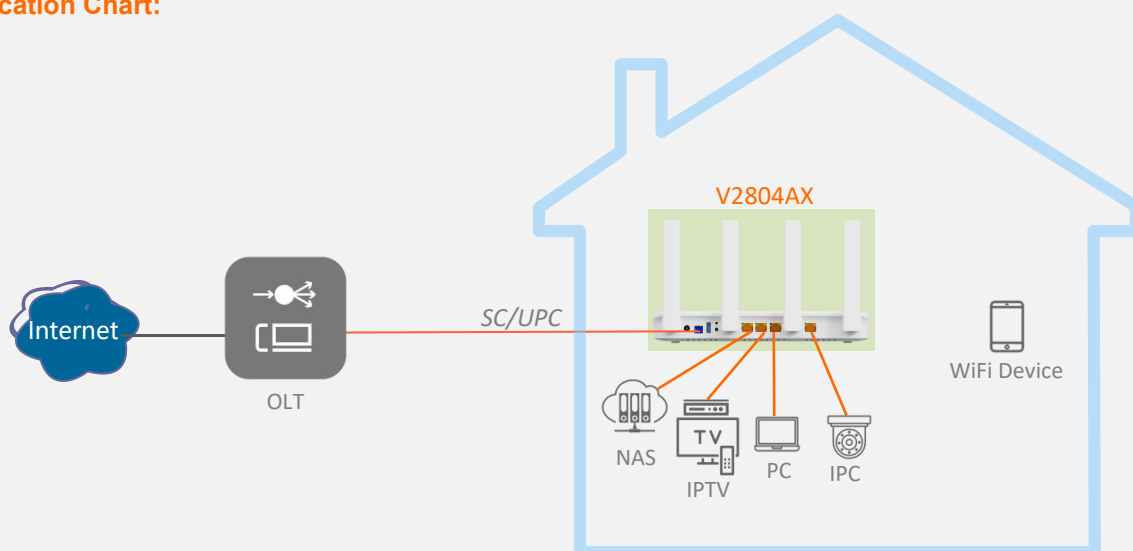 cation Chart:
V2804AX
Internet
SC/UPC
OLT
WiFi Device
TV
NAS
IPTV
PC
IPC